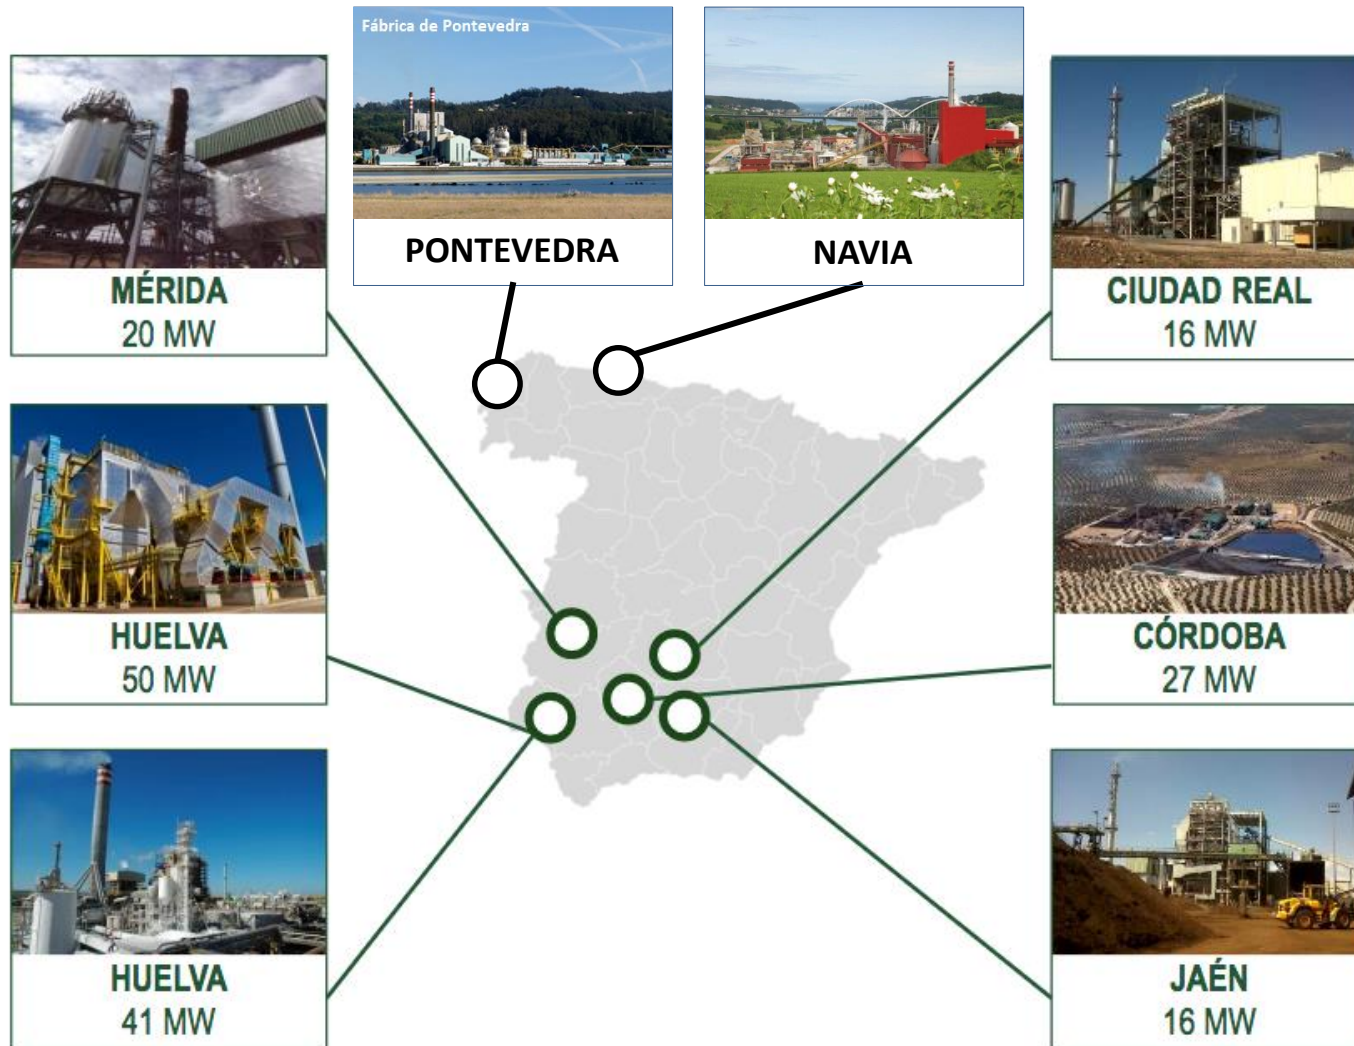 Fábrica de Pontevedra
PONTEVEDRA
NAVIA
MÉRIDA
20 MW
CIUDAD REAL
16 MW
HUELVA
50 MW
CÓRDOBA
27 MW
HUELVA
41 MW
JAÉN
16 MW